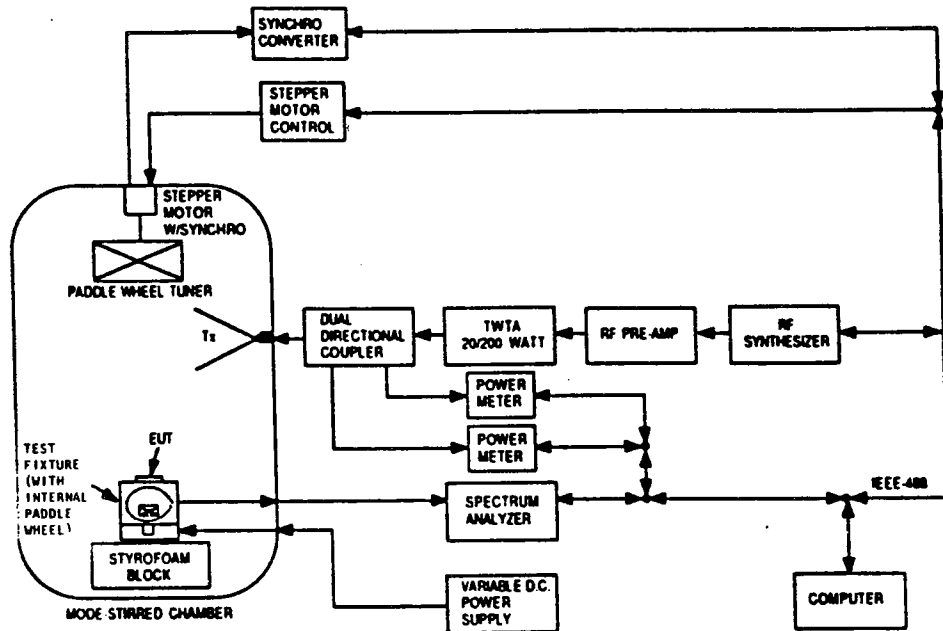 SYNCHRO
CONVERTER
STEPPER
MOTOR
CONTROL
STEPPER
MOTOR
W/SYNCHRO
PADDLE WHEEL TUNER
Tx
DUAL
DIRECTIONAL
COUPLER
TWTA
20/200 WATT
RF PRE-AMP
RF
SYNTHESIZER
POWER
METER
POWER
METER
TEST
FIXTURE
(WITH
INTERNAL
PADDLE
WHEEL)
EUT
SPECTRUM
ANALYZER
IEEE-488
STYROFOAM
BLOCK
MODE-STIRRED CHAMBER
VARIABLE D.C.
POWER
SUPPLY
COMPUTER